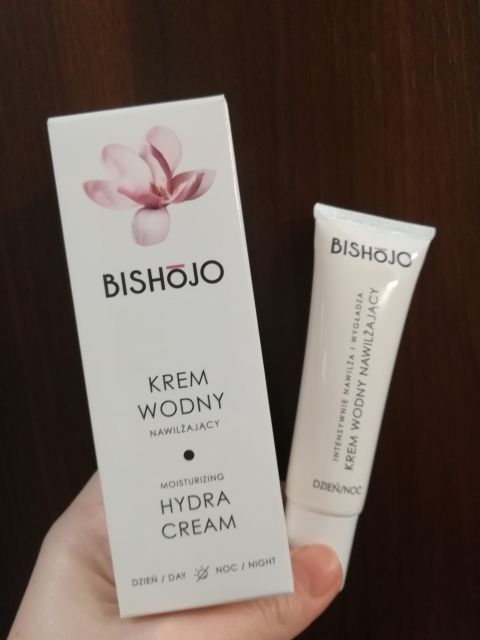 BISHōJO
KREM
WODNY
NAWILŻAJĄCY
MOISTURIZING
HYDRA
CREAM
DZIEŃ / DAY NOC / NIGHT
BISHōJO
INTENSYWNIE NAWILŻA I WYGŁADZA
KREM WODNY NAWILŻAJĄCY
DZIEŃ/NOC